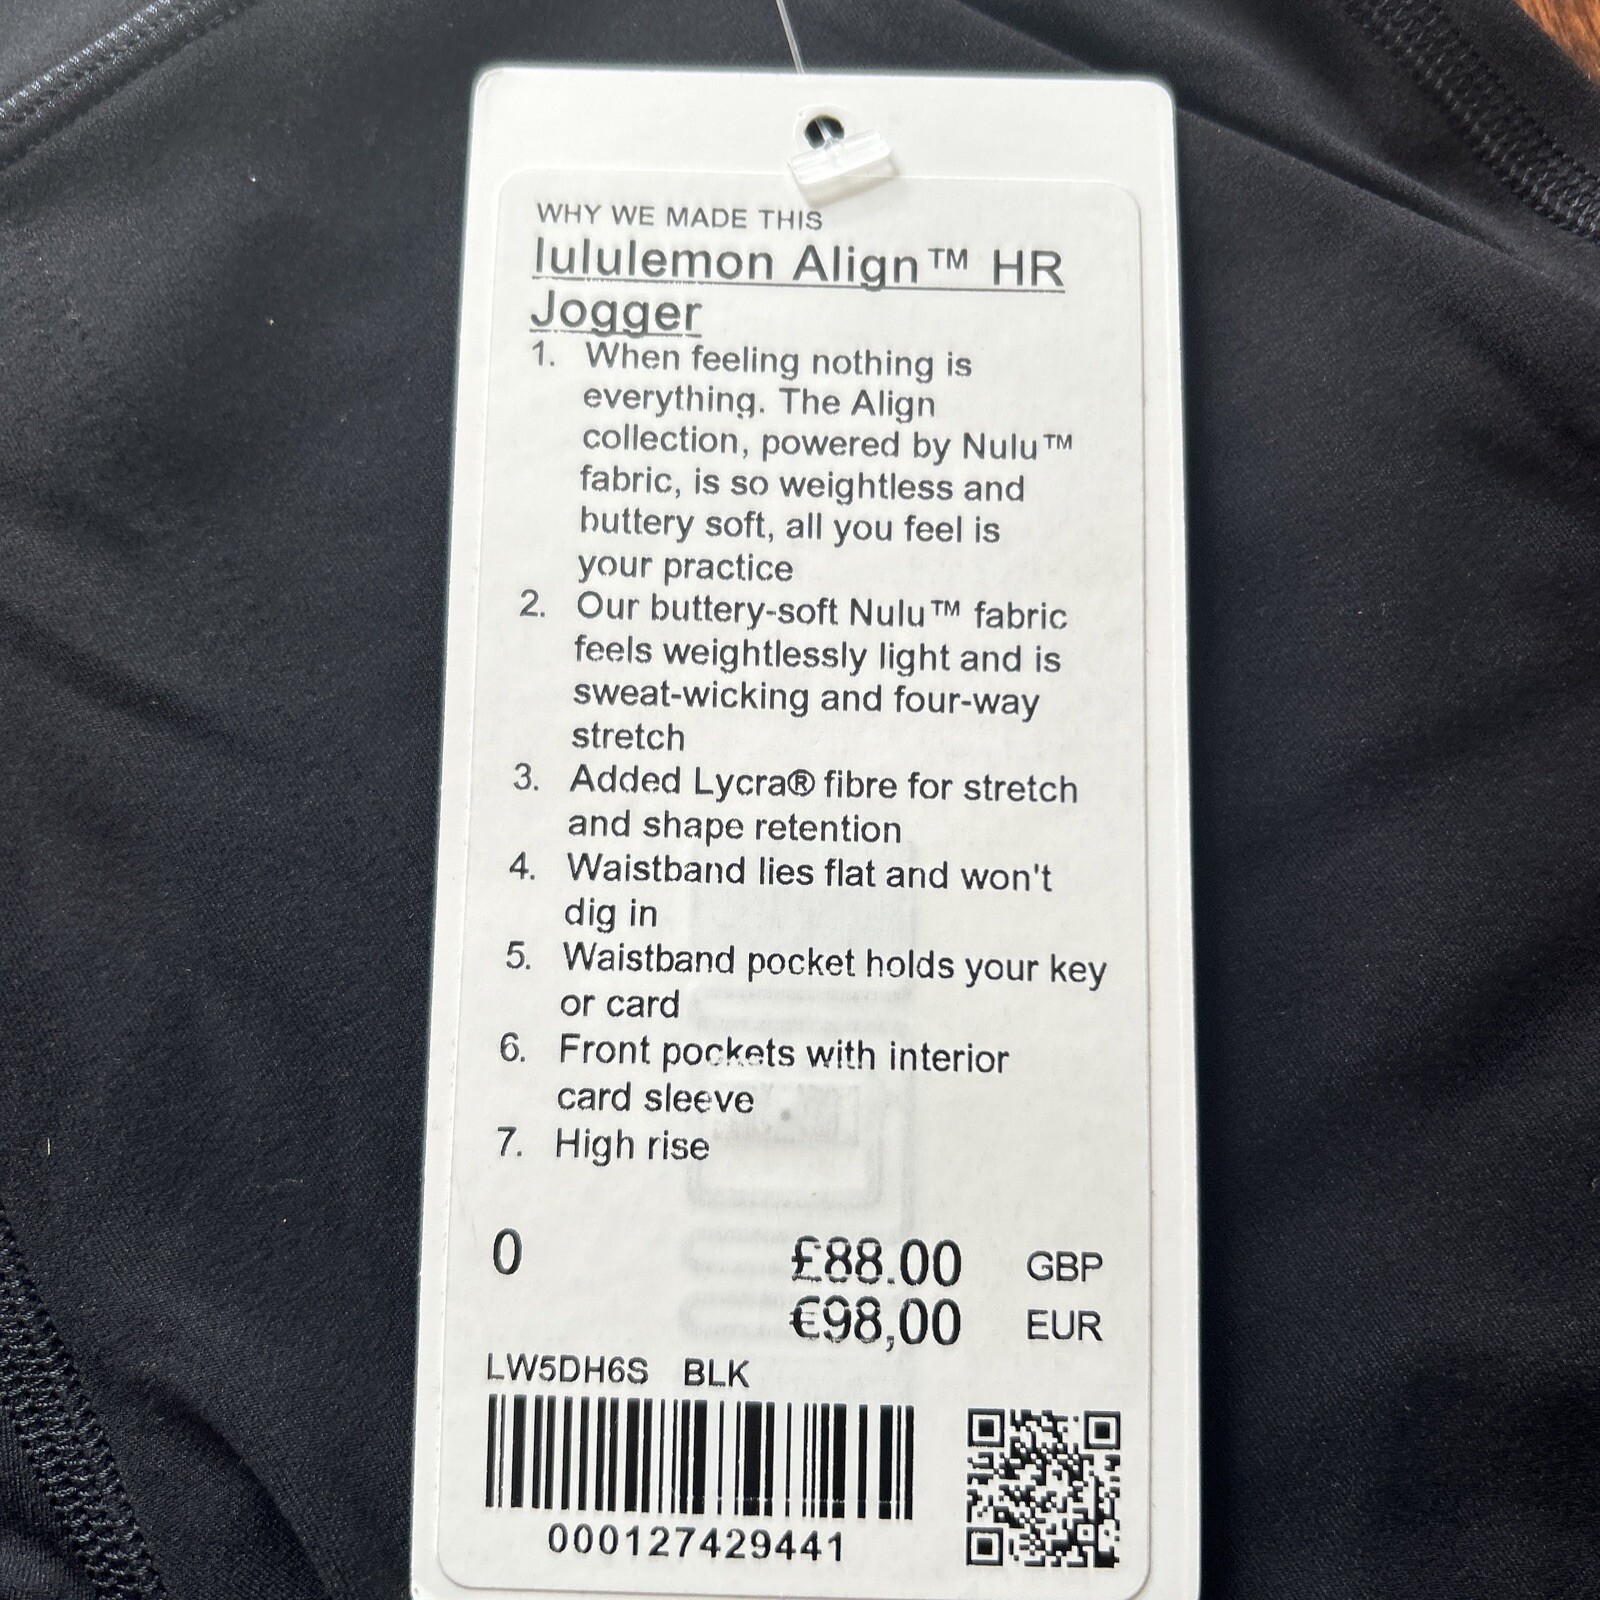 WHY WE MADE THIS
lululemon Align™ HR
Jogger
1. When feeling nothing is
everything. The Align
collection, powered by Nulu™
fabric, is so weightless and
buttery soft, all you feel is
your practice
2. Our buttery-soft Nulu™ fabric
feels weightlessly light and is
sweat-wicking and four-way
stretch
3. Added Lycra® fibre for stretch
and shape retention
4. Waistband lies flat and won't
dig in
5. Waistband pocket holds your key
or card
6. Front pockets with interior
card sleeve
7. High rise
0 £88.00 GBP
€98,00 EUR
LW5DH6S BLK
000127429441